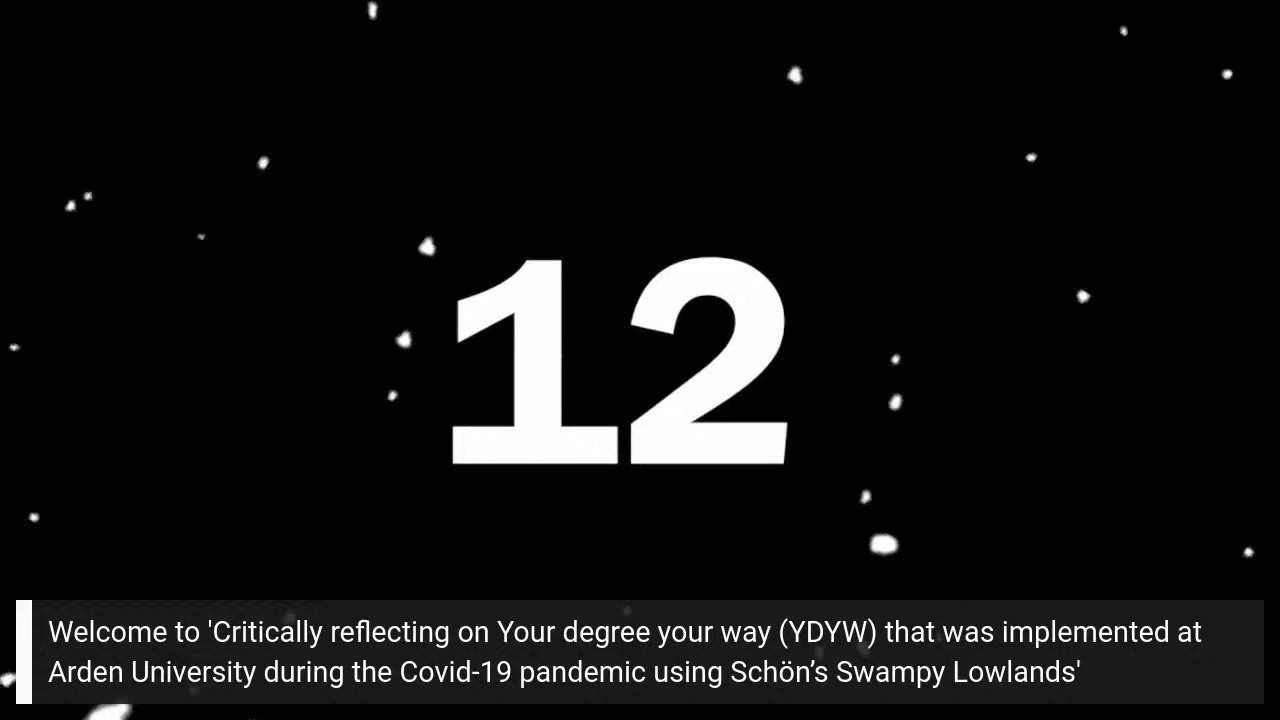 12
Welcome to 'Critically reflecting on Your degree your way (YDYW) that was implemented at
Arden University during the Covid-19 pandemic using Schön’s Swampy Lowlands'